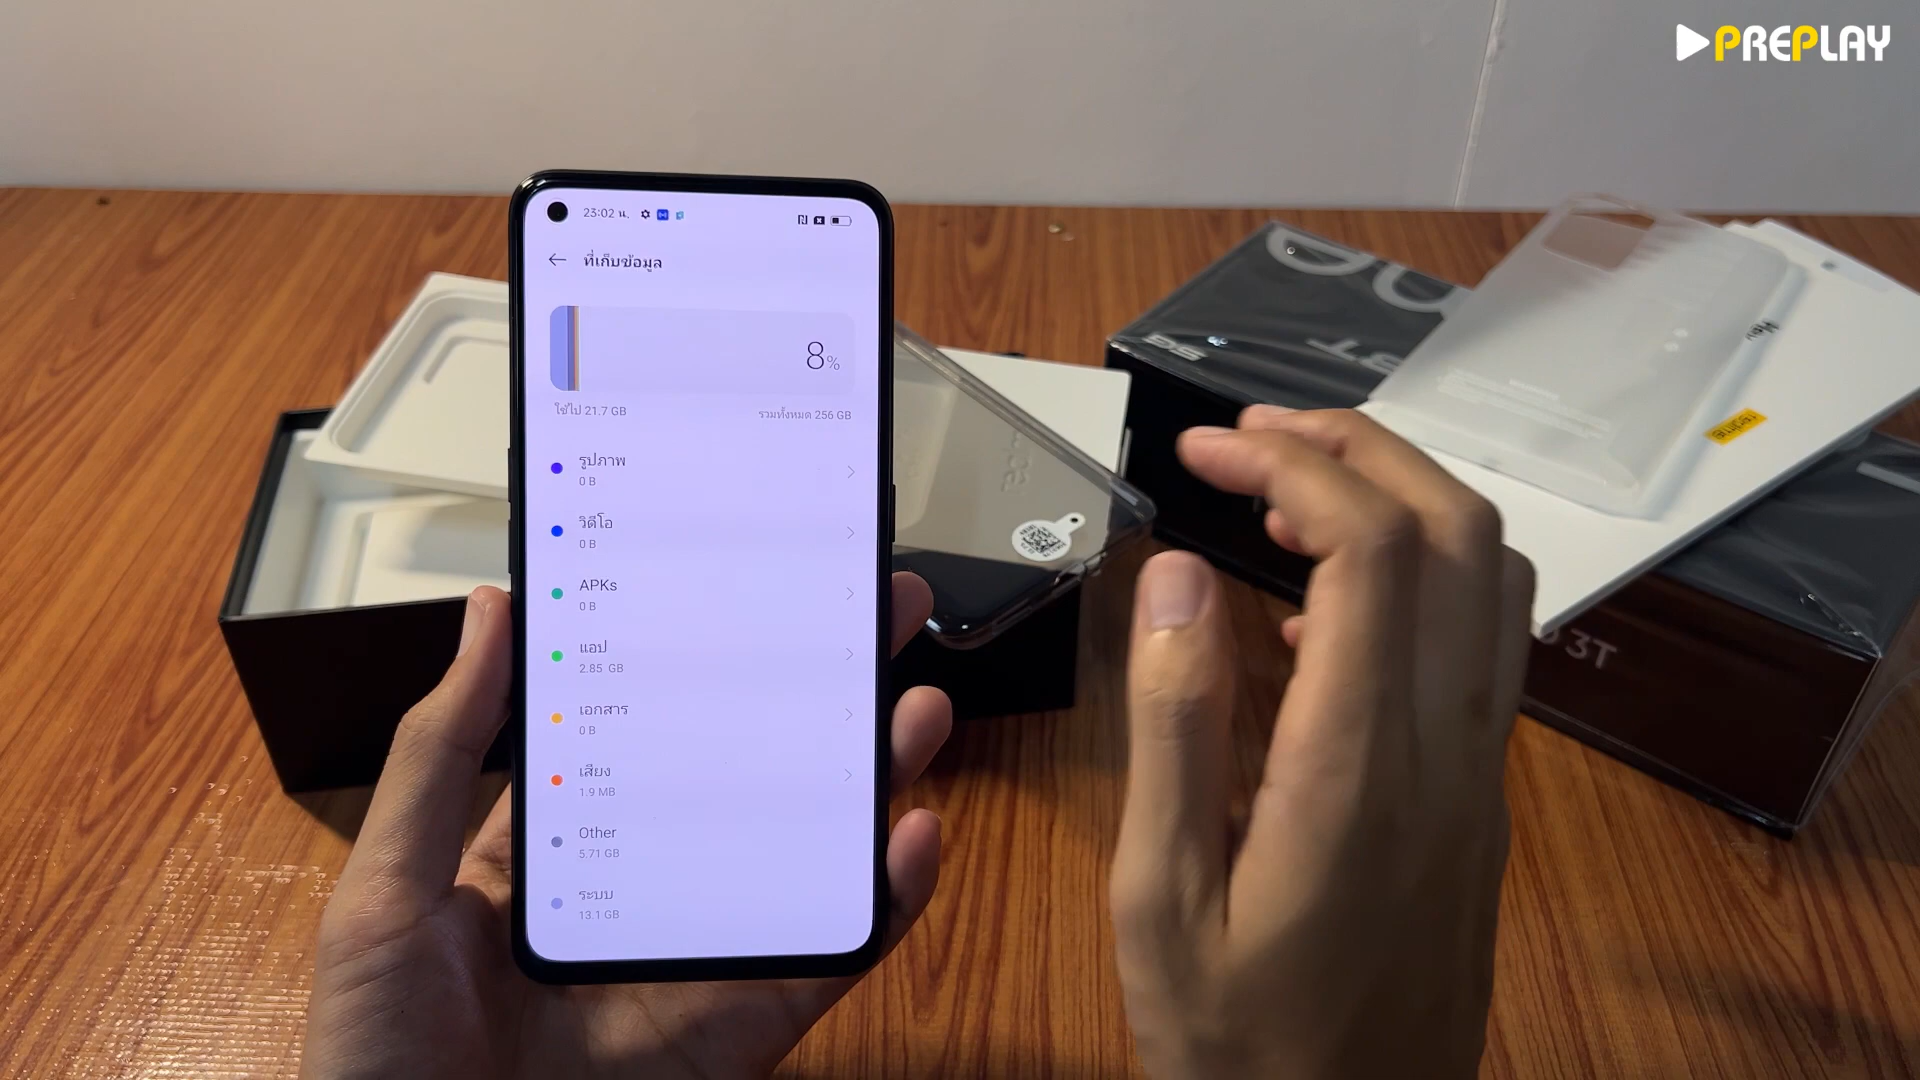 PREPLAY
23:02 น.
ที่เก็บข้อมูล
8%
ใช้ไป 21.7 GB
รวมทั้งหมด 256 GB
รูปภาพ
0 B
วิดีโอ
0 B
APKs
0 B
แอป
2.85 GB
เอกสาร
0 B
เสียง
1.9 MB
Other
5.71 GB
ระบบ
13.1 GB
5G
3T
realme
3T